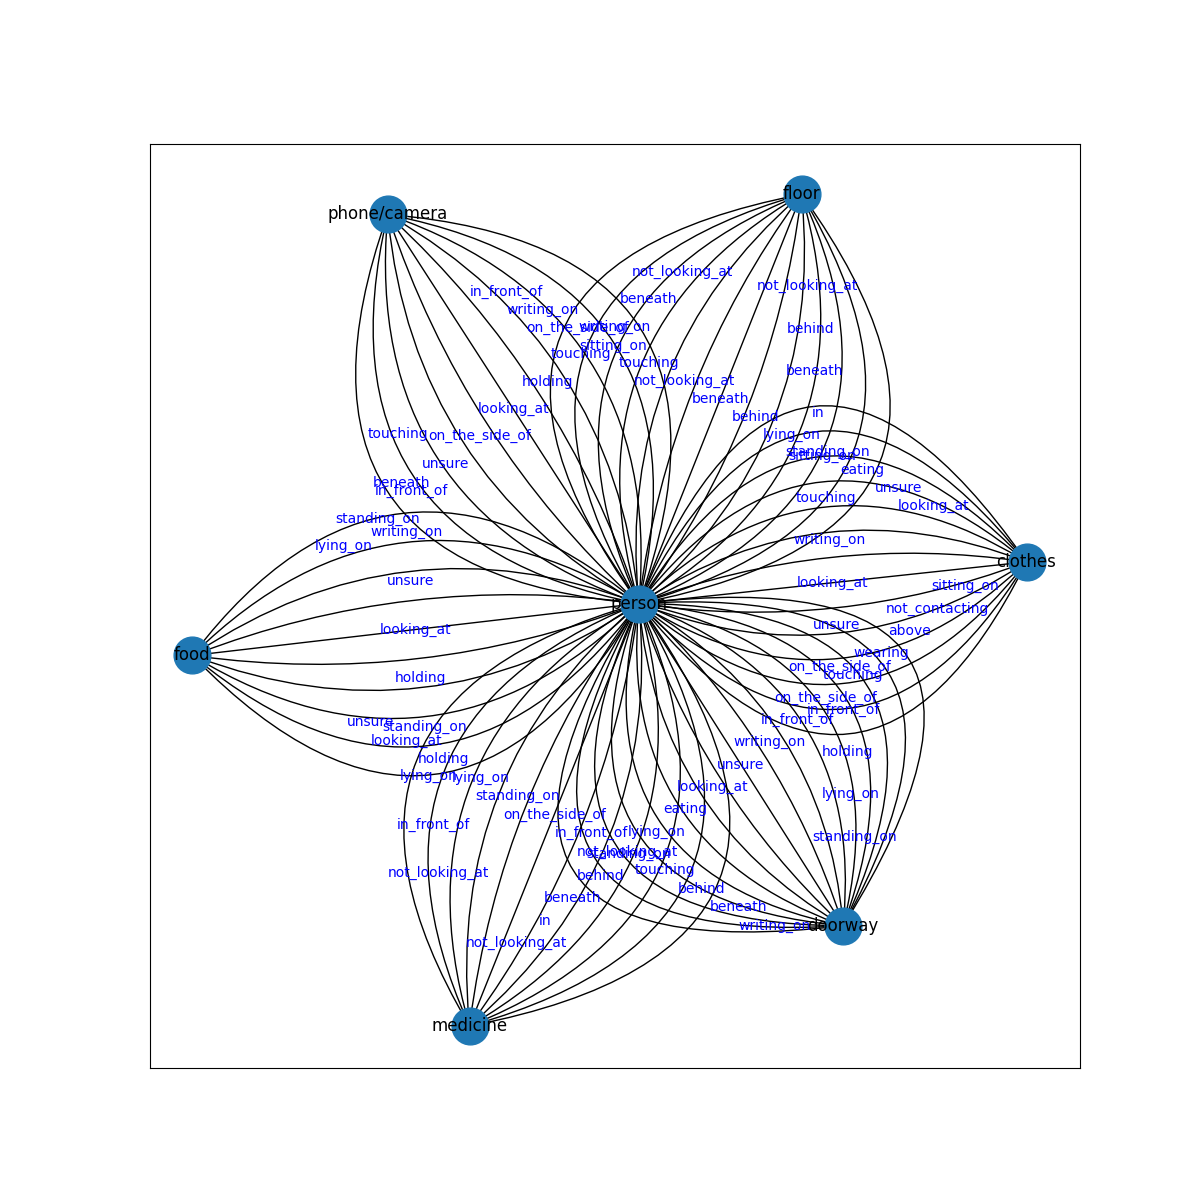 floor
phone/camera
not_looking_at
not_looking_at
in_front_of
beneath
writing_on
on_the_side_of
writing_on
behind
sitting_on
touching
touching
beneath
holding
not_looking_at
beneath
looking_at
in
behind
touching
on_the_side_of
lying_on
standing_on
sitting_on
unsure
eating
beneath
unsure
in_front_of
touching
looking_at
standing_on
writing_on
writing_on
lying_on
clothes
unsure
looking_at
sitting_on
person
not_contacting
unsure
above
looking_at
food
wearing
on_the_side_of
touching
holding
on_the_side_of
in_front_of
in_front_of
unsure
standing_on
looking_at
writing_on
holding
holding
unsure
lying_on
lying_on
looking_at
standing_on
lying_on
eating
on_the_side_of
in_front_of
in_front_of
lying_on
standing_on
not_looking_at
standing_on
not_looking_at
behind
touching
behind
beneath
beneath
in
writing_on
doorway
not_looking_at
medicine